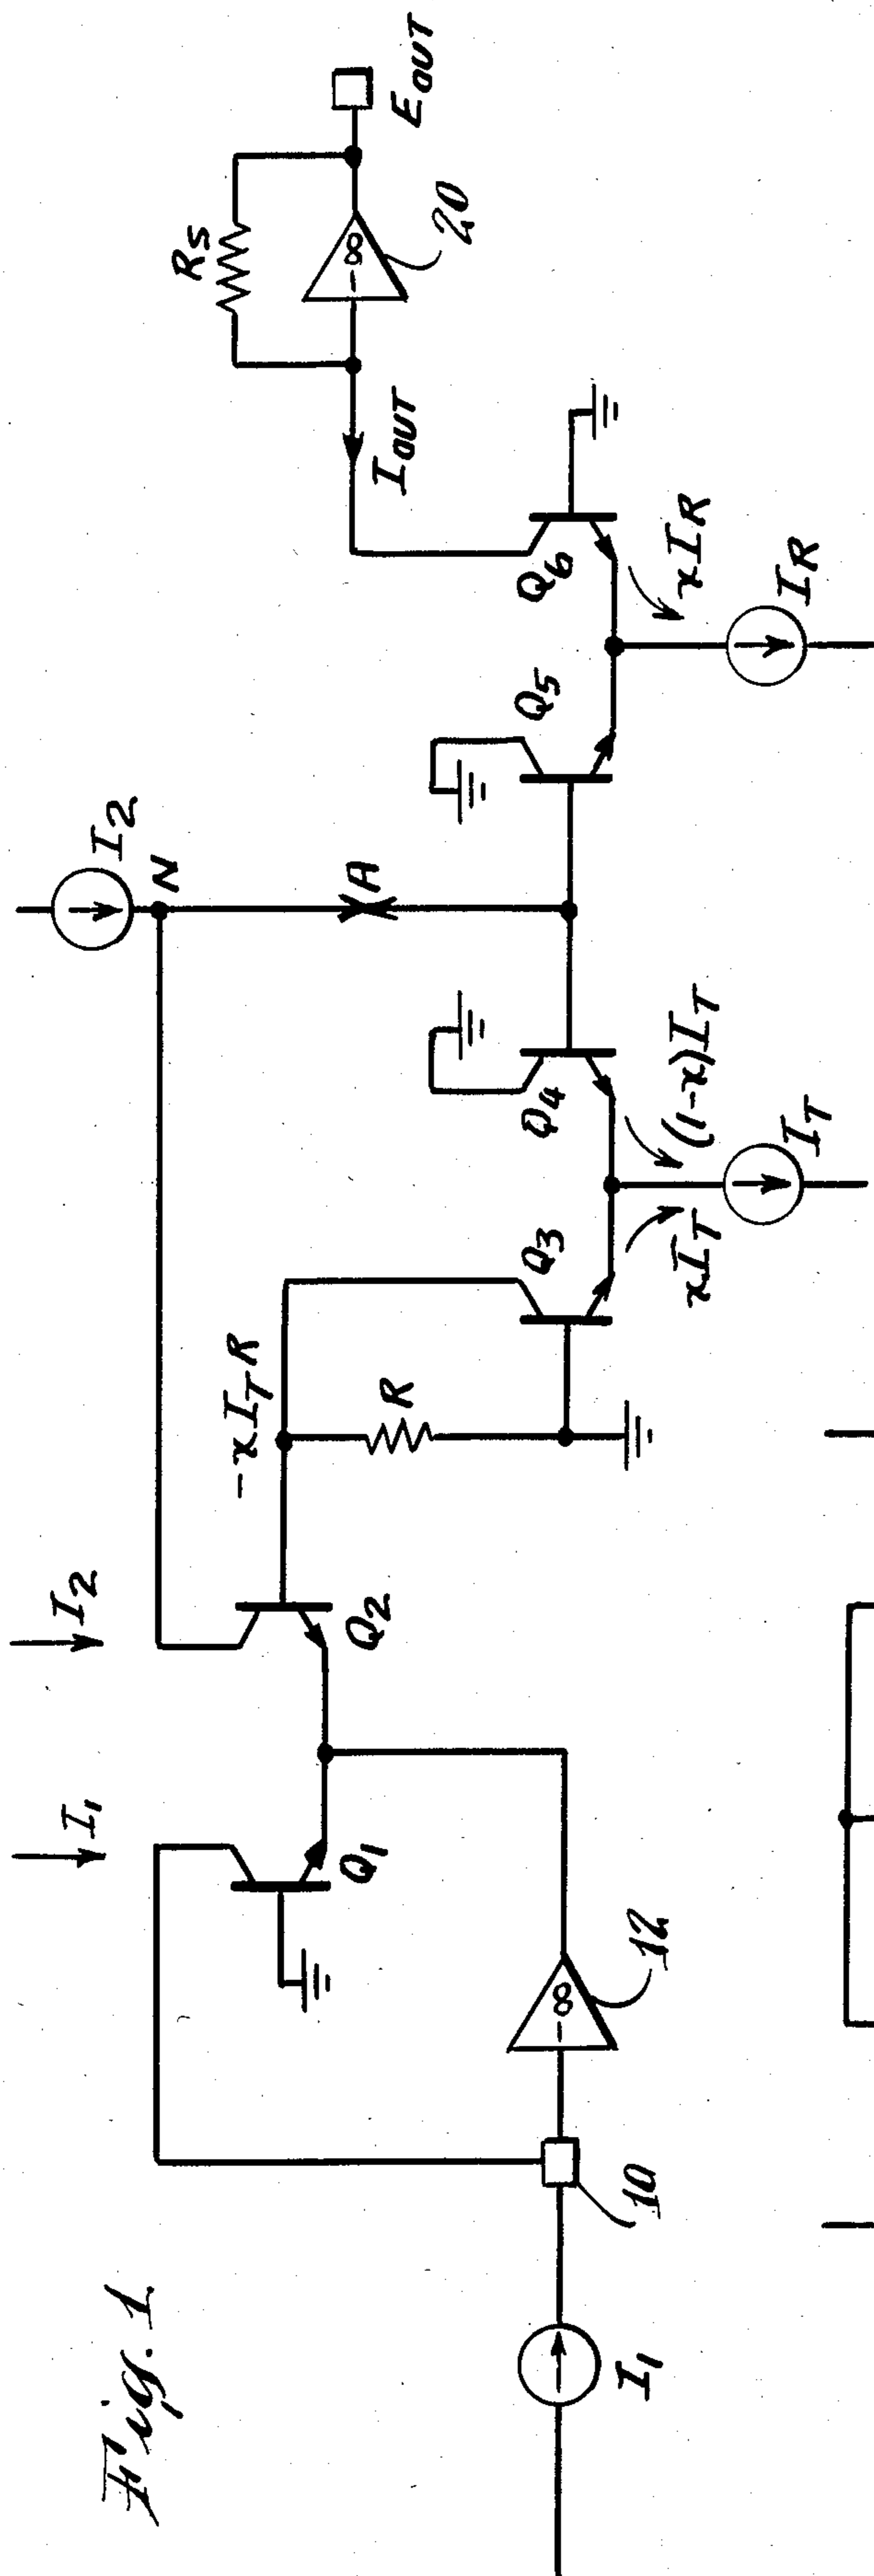 Fig. 1
I1
10
12
I1
I2
Q1
Q2
-xITR
R
Q3
Q4
xIT
(1-x)IT
IT
I2
N
A
Q5
Q6
xIR
IR
IOUT
RS
20
EOUT
∞
-
∞
-